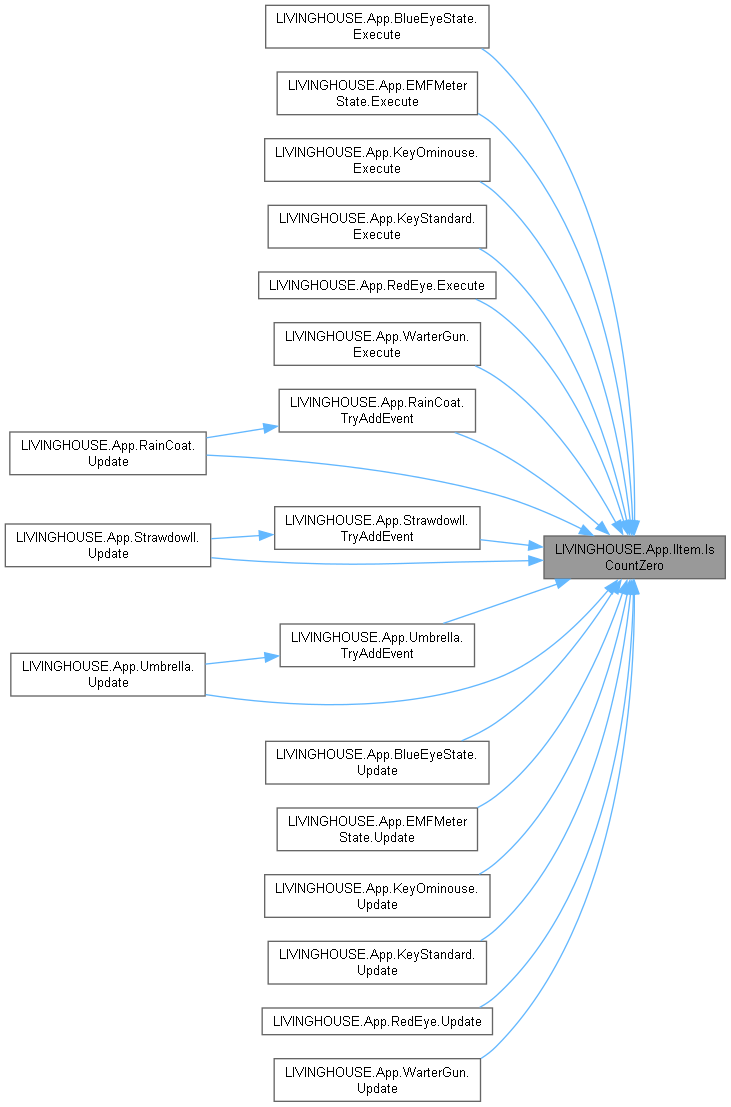 LIVINGHOUSE.App.BlueEyeState.
Execute
LIVINGHOUSE.App.EMFMeter
State.Execute
LIVINGHOUSE.App.KeyOminouse.
Execute
LIVINGHOUSE.App.KeyStandard.
Execute
LIVINGHOUSE.App.RedEye.Execute
LIVINGHOUSE.App.WarterGun.
Execute
LIVINGHOUSE.App.RainCoat.
TryAddEvent
LIVINGHOUSE.App.RainCoat.
Update
LIVINGHOUSE.App.Strawdowll.
TryAddEvent
LIVINGHOUSE.App.Strawdowll.
Update
LIVINGHOUSE.App.IItem.Is
CountZero
LIVINGHOUSE.App.Umbrella.
TryAddEvent
LIVINGHOUSE.App.Umbrella.
Update
LIVINGHOUSE.App.BlueEyeState.
Update
LIVINGHOUSE.App.EMFMeter
State.Update
LIVINGHOUSE.App.KeyOminouse.
Update
LIVINGHOUSE.App.KeyStandard.
Update
LIVINGHOUSE.App.RedEye.Update
LIVINGHOUSE.App.WarterGun.
Update